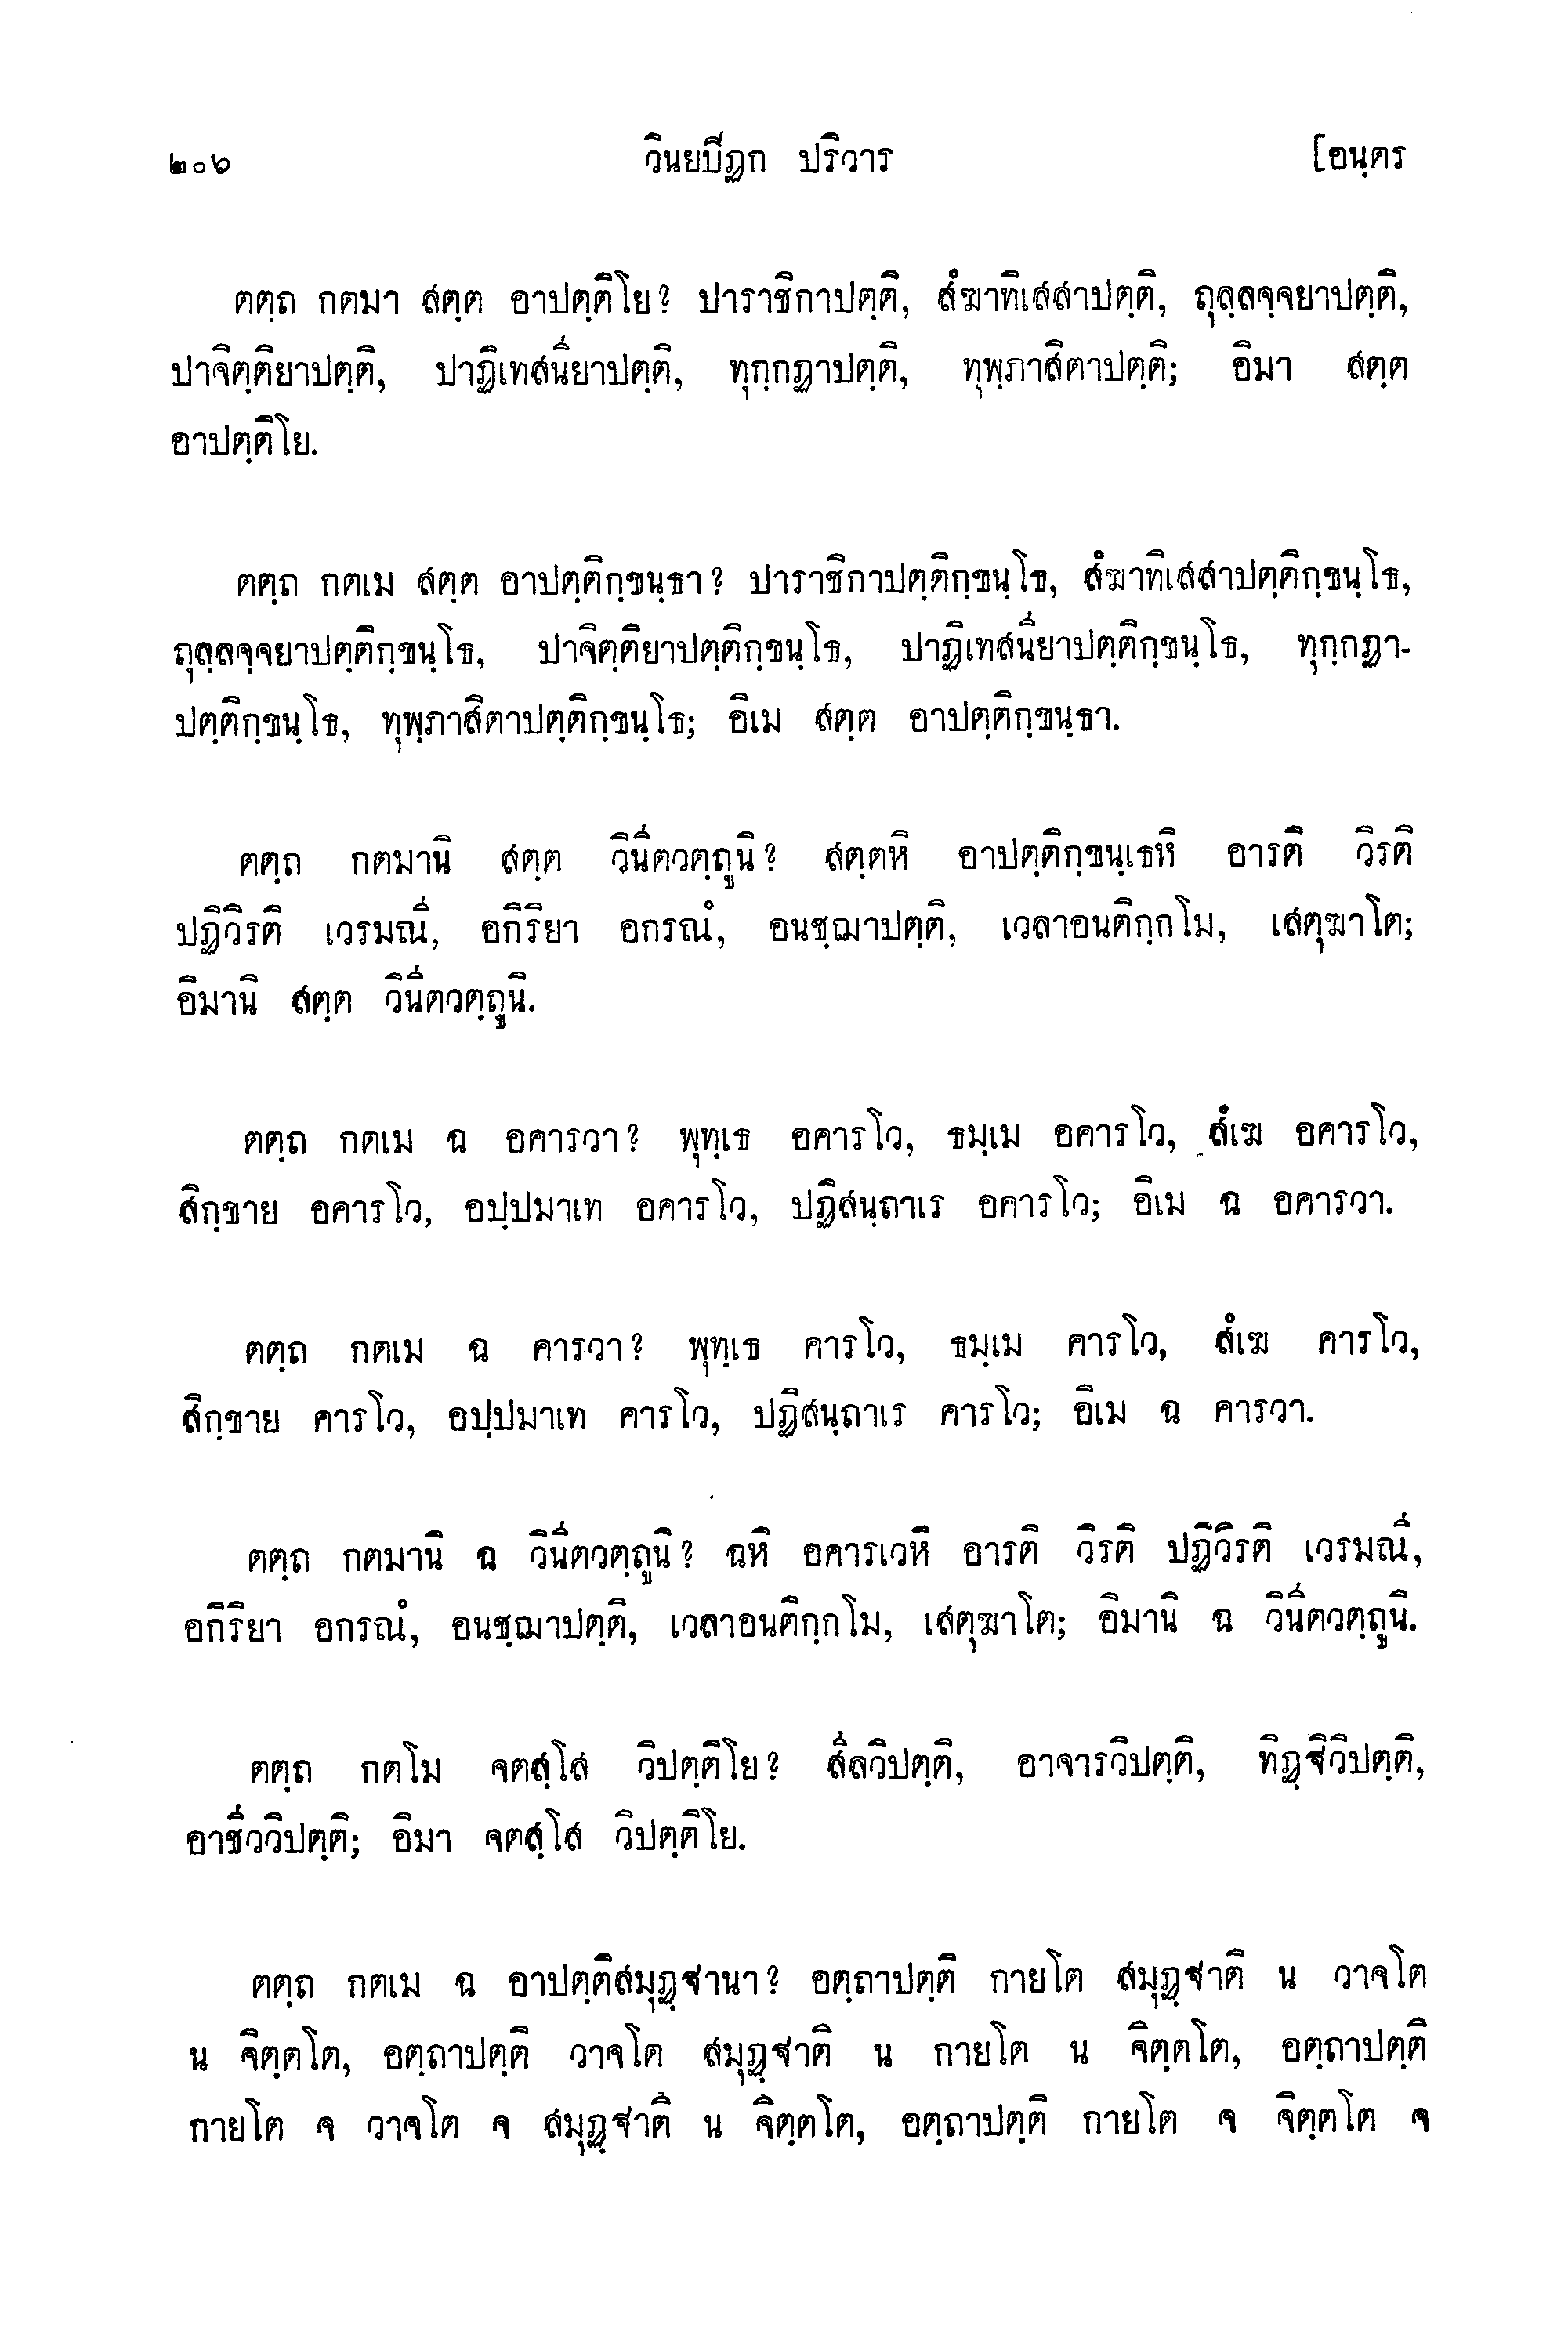 ๒๐๖ วินยบีฏก ปริวาร [อนฺตร
ตตฺถ กตมา สตฺต อาปตฺติโย? ปาราชิกาปตฺติ, สํฆาทิเสสาปตฺติ, ถุลฺลจฺจยาปตฺติ,
ปาจิตฺติยาปตฺติ, ปาฏิเทสนียาปตฺติ, ทุกฺกฏาปตฺติ, ทุพฺภาสิตาปตฺติ; อิมา สตฺต
อาปตฺติโย.
ตตฺถ กตเม สตฺต อาปตฺติกฺขนฺธา? ปาราชิกาปตฺติกฺขนฺโธ, สํฆาทิเสสาปตฺติกฺขนฺโธ,
ถุลฺลจฺจยาปตฺติกฺขนฺโธ, ปาจิตฺติยาปตฺติกฺขนฺโธ, ปาฏิเทสนียาปตฺติกฺขนฺโธ, ทุกฺกฏา-
ปตฺติกฺขนฺโธ, ทุพฺภาสิตาปตฺติกฺขนฺโธ; อิเม สตฺต อาปตฺติกฺขนฺธา.
ตตฺถ กตมานิ สตฺต วินีตวตฺถูนิ? สตฺตหิ อาปตฺติกฺขนฺเธหิ อารติ วิรติ
ปฏิวิรติ เวรมณี, อกิริยา อกรณํ, อนชฺฌาปตฺติ, เวลาอนติกฺกโม, เสตุฆาโต;
อิมานิ สตฺต วินีตวตฺถูนิ.
ตตฺถ กตเม ฉ อคารวา? พุทฺเธ อคารโว, ธมฺเม อคารโว, สํเฆ อคารโว,
สิกฺขาย อคารโว, อปฺปมาเท อคารโว, ปฏิสนฺถาเร อคารโว; อิเม ฉ อคารวา.
ตตฺถ กตเม ฉ คารวา? พุทฺเธ คารโว, ธมฺเม คารโว, สํเฆ คารโว,
สิกฺขาย คารโว, อปฺปมาเท คารโว, ปฏิสนฺถาเร คารโว; อิเม ฉ คารวา.
ตตฺถ กตมานิ ฉ วินีตวตฺถูนิ? ฉหิ อคารเวหิ อารติ วิรติ ปฏิวิรติ เวรมณี,
อกิริยา อกรณํ, อนชฺฌาปตฺติ, เวลาอนติกฺกโม, เสตุฆาโต; อิมานิ ฉ วินีตวตฺถูนิ.
ตตฺถ กตโม จตสฺโส วิปตฺติโย? สีลวิปตฺติ, อาจารวิปตฺติ, ทิฏฺฐิวิปตฺติ,
อาชีววิปตฺติ; อิมา จตสฺโส วิปตฺติโย.
ตตฺถ กตเม ฉ อาปตฺติสมุฏฺฐานา? อตฺถาปตฺติ กายโต สมุฏฺฐาติ น วาจโต
น จิตฺตโต, อตฺถาปตฺติ วาจโต สมุฏฺฐาติ น กายโต น จิตฺตโต, อตฺถาปตฺติ
กายโต จ วาจโต จ สมุฏฺฐาติ น จิตฺตโต, อตฺถาปตฺติ กายโต จ จิตฺตโต จ